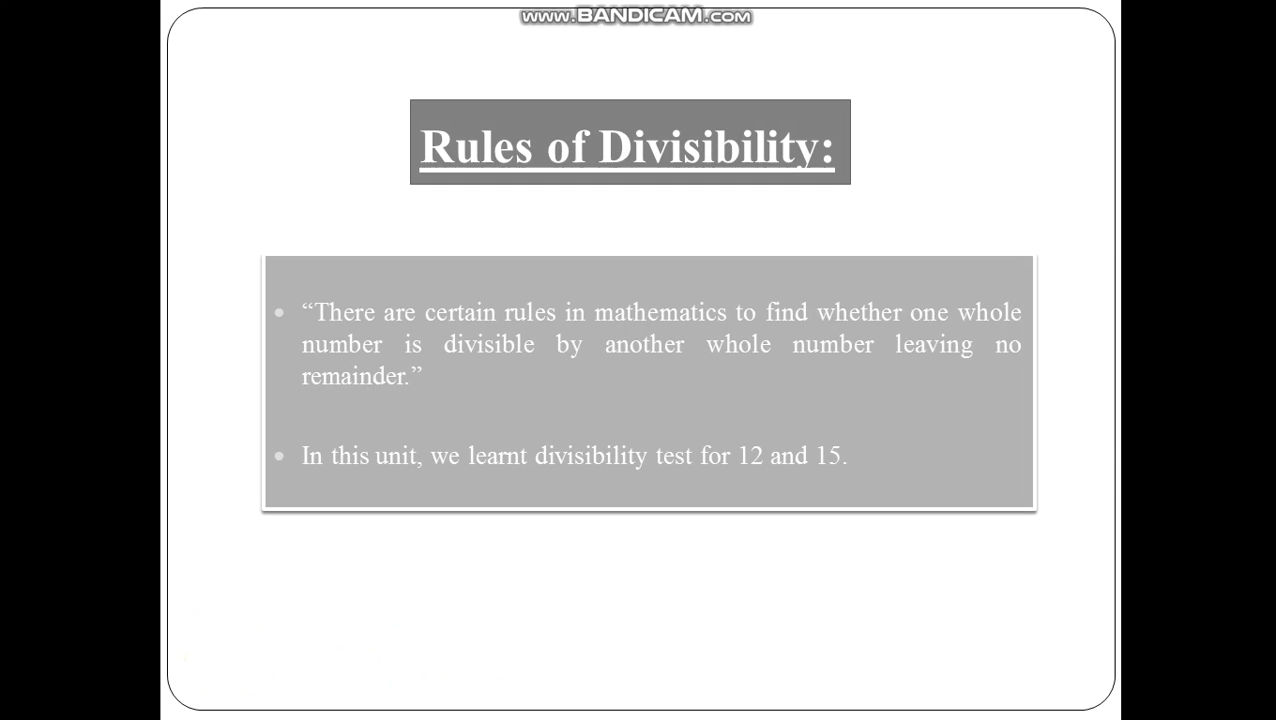 www.BANDICAM.com
Rules of Divisibility:
• “There are certain rules in mathematics to find whether one whole
number is divisible by another whole number leaving no
remainder.”
• In this unit, we learnt divisibility test for 12 and 15.